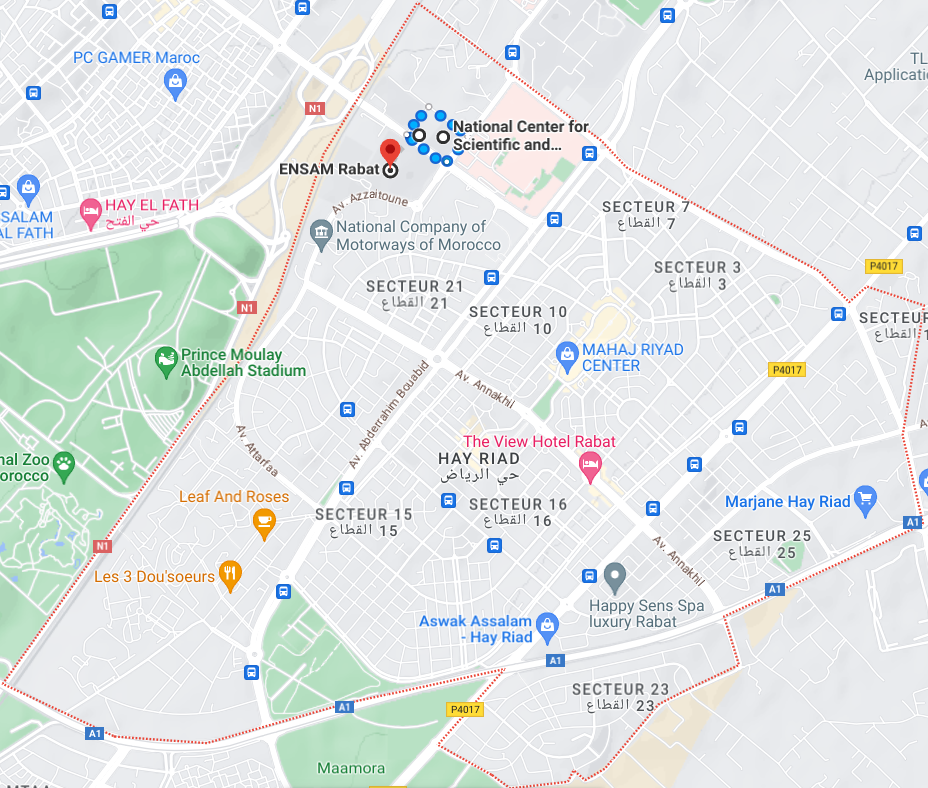 PC GAMER Maroc
N1
National Center for
Scientific and...
ENSAM Rabat
Av. Azzaitoune
HAY EL FATH
حي الفتح
SALAM
AL FATH
National Company of
Motorways of Morocco
SECTEUR 7
القطاع 7
SECTEUR 3
القطاع 3
P4017
SECTEUR 21
القطاع 21
N1
SECTEUR 10
القطاع 10
SECTEUR
القطاع
MAHAJ RIYAD
CENTER
P4017
Prince Moulay
Abdellah Stadium
Av. Annakhil
Av. Abderrahim Bouabid
Av. Attarfaa
The View Hotel Rabat
HAY RIAD
حي الرياض
Leaf And Roses
SECTEUR 15
القطاع 15
SECTEUR 16
القطاع 16
Marjane Hay Riad
A1
SECTEUR 25
القطاع 25
N1
Av. Annakhil
Les 3 Dou'soeurs
A1
Happy Sens Spa
luxury Rabat
Aswak Assalam
- Hay Riad
A1
SECTEUR 23
القطاع 23
A1
P4017
A1
Maamora